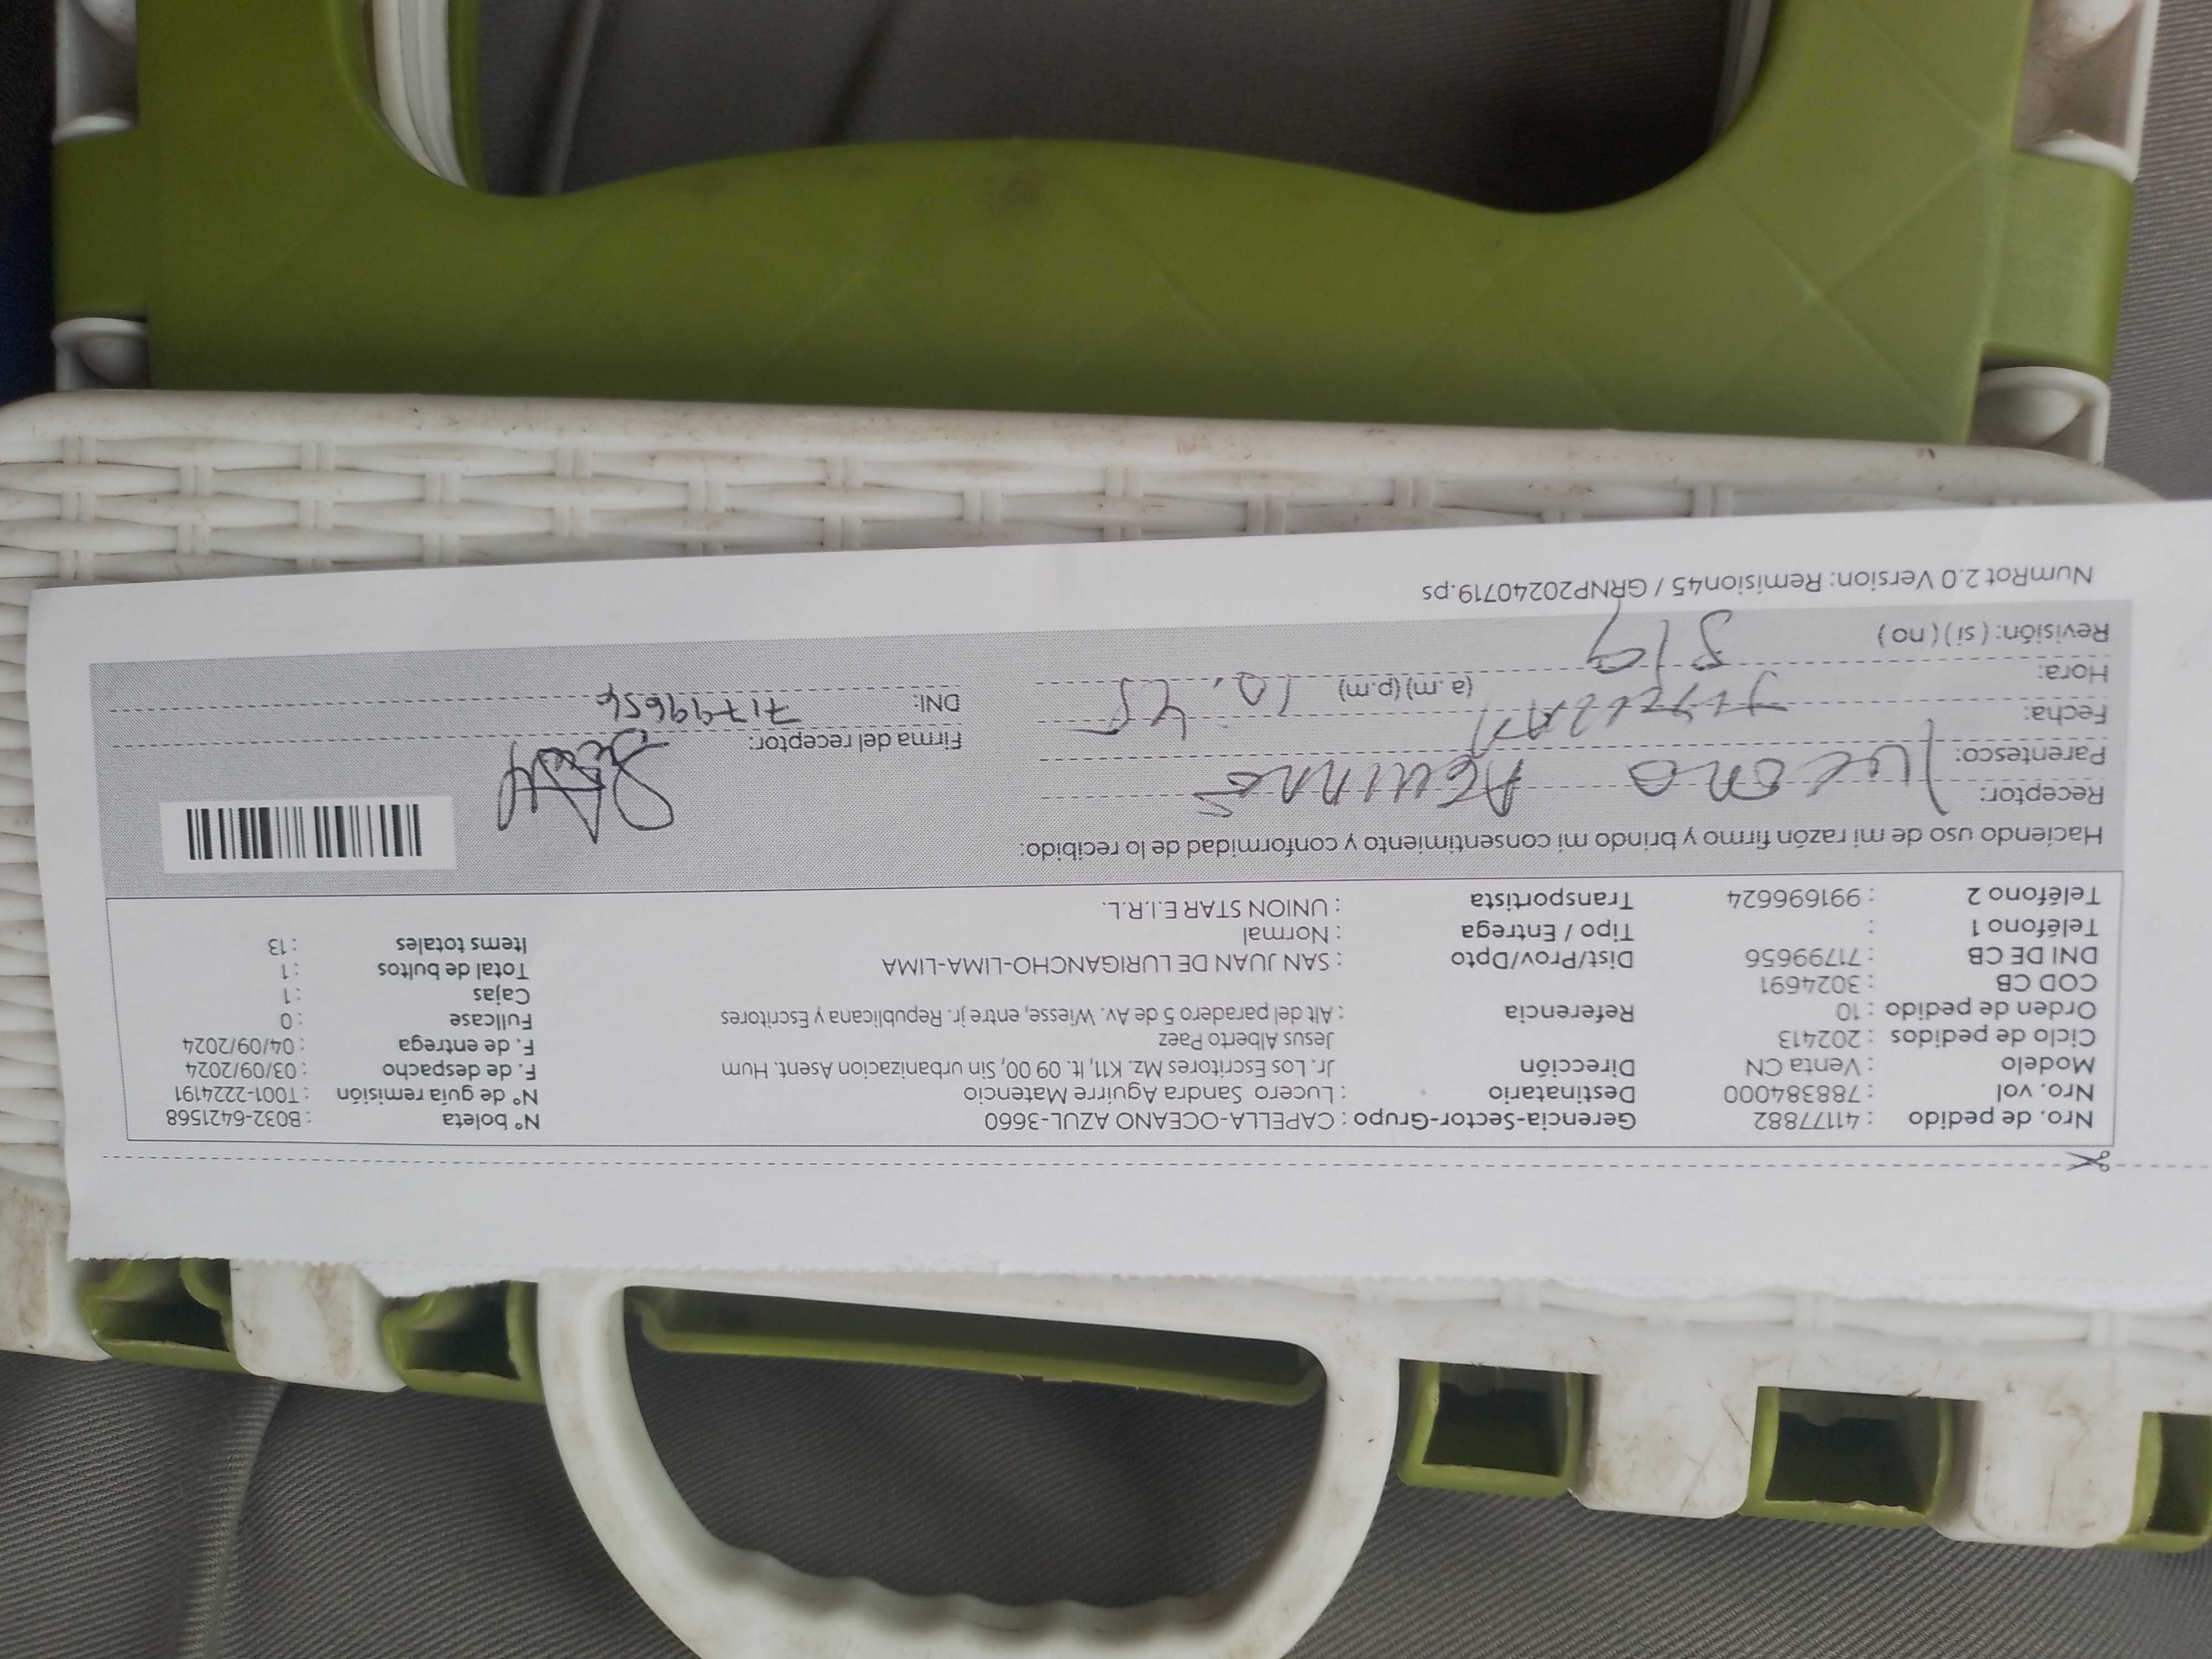 Nro. de pedido : 41177882 Gerencia-Sector-Grupo : CAPELLA-OCEANO AZUL-3660 N° boleta : B032-6421568
Nro. vol : 788384000 Destinatario : Lucero Sandra Aguirre Matencio N° de guía remisión : T001-2224191
Modelo : Venta CN Dirección Jr. Los Escritores Mz. K11, lt. 09 00, Sin urbanizacion Asent. Hum F. de despacho : 03/09/2024
Ciclo de pedidos : 202413 Jesus Alberto Paez F. de entrega : 04/09/2024
Orden de pedido : 10 Referencia : Alt del paradero 5 de Av. Wiesse, entre jr. Republicana y Escritores Fullcase : 0
COD CB : 3024691 Cajas : 1
DNI DE CB : 71799656 Dist/Prov/Dpto : SAN JUAN DE LURIGANCHO-LIMA-LIMA Total de bultos : 1
Teléfono 1 : Tipo / Entrega : Normal Items totales : 13
Teléfono 2 : 991696624 Transportista : UNION STAR E.I.R.L.
Haciendo uso de mi razón firmo y brindo mi consentimiento y conformidad de lo recibido:
Receptor:
Parentesco:
Fecha: Firma del receptor:
Hora: (a.m) (p.m) 10.45 DNI: 71799656
Revisión: ( si ) ( no )
NumRot 2.0 Version: Remision45 / GRNP20240719.ps